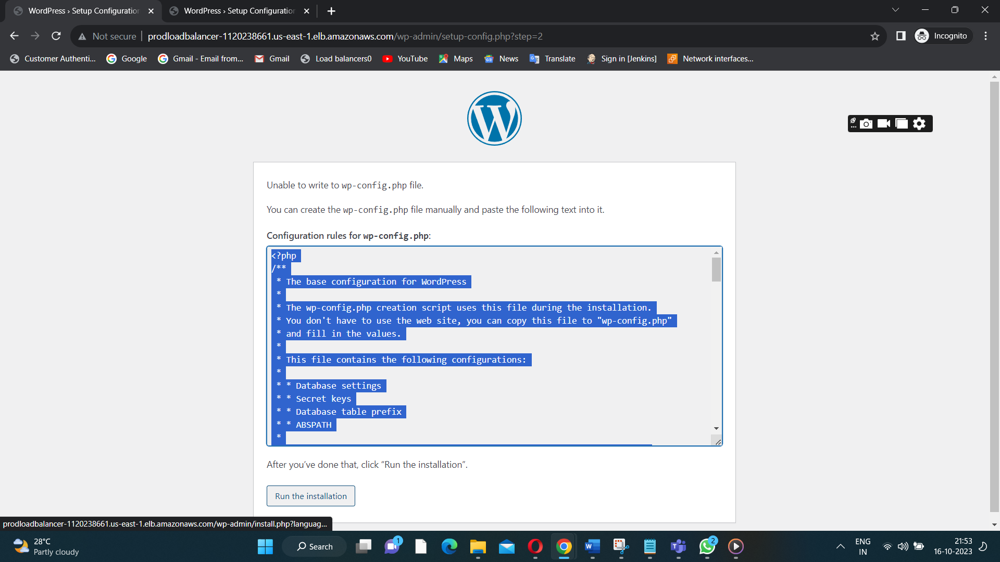 WordPress › Setup Configuration
WordPress › Setup Configuration
Not secure
prodloadbalancer-1120238661.us-east-1.elb.amazonaws.com/wp-admin/setup-config.php?step=2
Incognito
Customer Authenti...
Google
Gmail - Email from...
Gmail
Load balancers0
YouTube
Maps
News
Translate
Sign in [Jenkins]
Network interfaces...
Unable to write to wp-config.php file.
You can create the wp-config.php file manually and paste the following text into it.
Configuration rules for wp-config.php:
<?php
/**
* The base configuration for WordPress
*
* The wp-config.php creation script uses this file during the installation.
* You don't have to use the web site, you can copy this file to "wp-config.php"
* and fill in the values.
*
* This file contains the following configurations:
*
* * Database settings
* * Secret keys
* * Database table prefix
* * ABSPATH
*
After you’ve done that, click “Run the installation”.
Run the installation
prodloadbalancer-1120238661.us-east-1.elb.amazonaws.com/wp-admin/install.php?languag...
28°C
Partly cloudy
Search
1
2
ENG
IN
21:53
16-10-2023